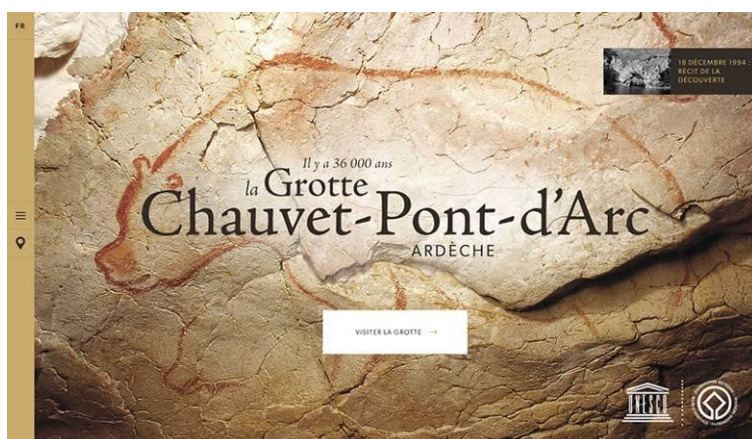 FR
18 DÉCEMBRE 1994 :
RÉCIT DE LA
DÉCOUVERTE
Il y a 36 000 ans
la Grotte
Chauvet-Pont-d'Arc
ARDÈCHE
VISITER LA GROTTE
UNESCO